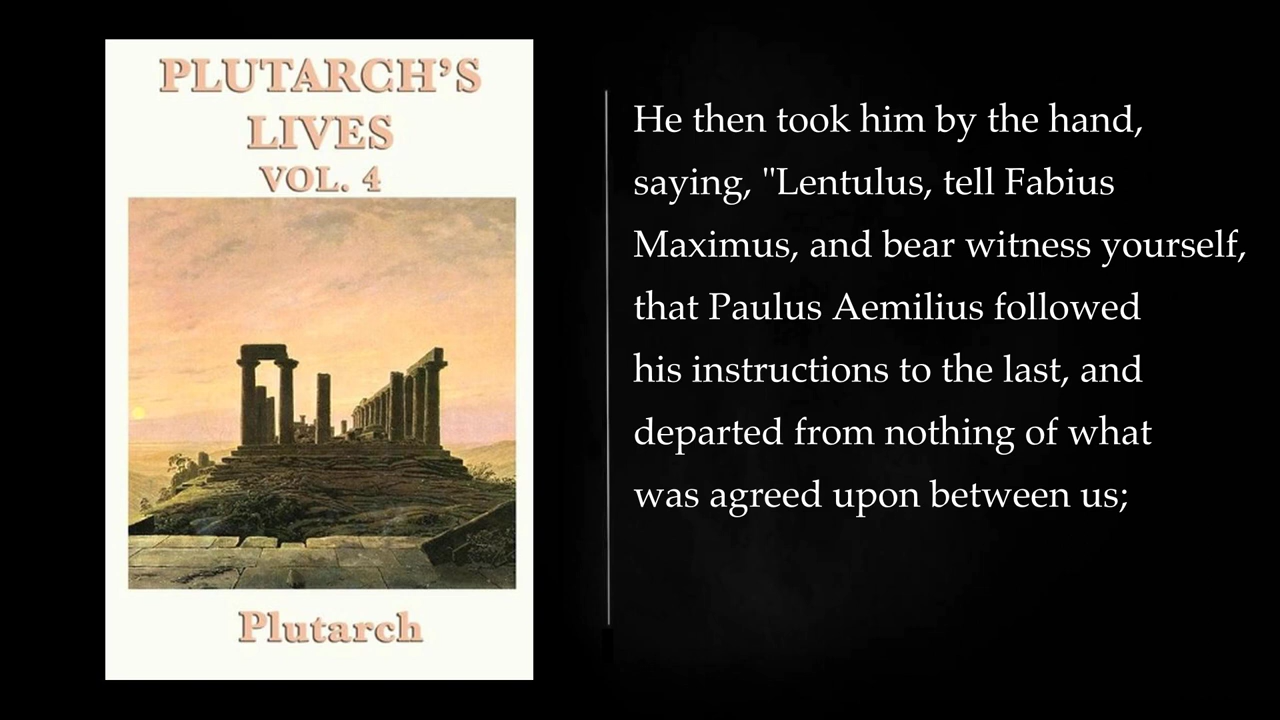 PLUTARCH'S
LIVES
VOL. 4
Plutarch
He then took him by the hand,
saying, "Lentulus, tell Fabius
Maximus, and bear witness yourself,
that Paulus Aemilius followed
his instructions to the last, and
departed from nothing of what
was agreed upon between us;